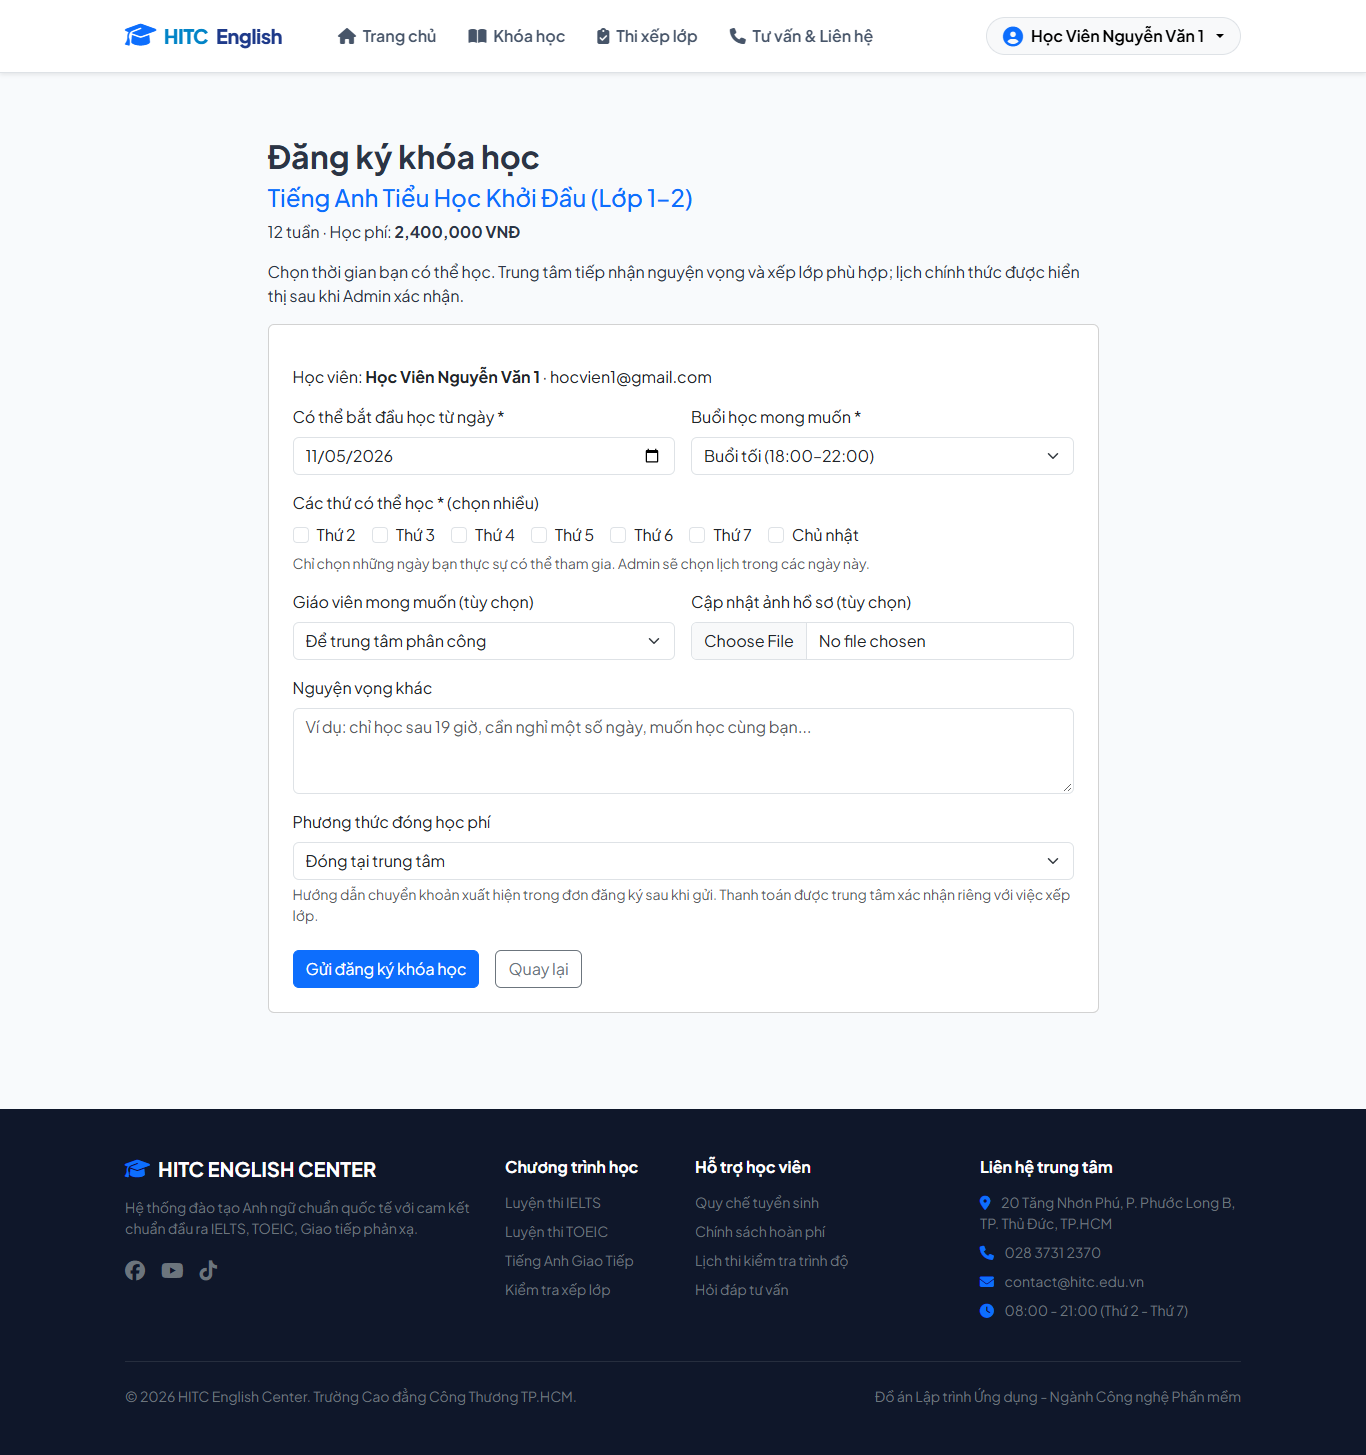 HITC English
Trang chủ
Khóa học
Thi xếp lớp
Tư vấn & Liên hệ
Học Viên Nguyễn Văn 1
Đăng ký khóa học
Tiếng Anh Tiểu Học Khởi Đầu (Lớp 1–2)
12 tuần · Học phí: 2,400,000 VNĐ
Chọn thời gian bạn có thể học. Trung tâm tiếp nhận nguyện vọng và xếp lớp phù hợp; lịch chính thức được hiển
thị sau khi Admin xác nhận.
Học viên: Học Viên Nguyễn Văn 1 · hocvien1@gmail.com
Có thể bắt đầu học từ ngày *
Buổi học mong muốn *
11/05/2026
Buổi tối (18:00–22:00)
Các thứ có thể học * (chọn nhiều)
Thứ 2 Thứ 3 Thứ 4 Thứ 5 Thứ 6 Thứ 7 Chủ nhật
Chỉ chọn những ngày bạn thực sự có thể tham gia. Admin sẽ chọn lịch trong các ngày này.
Giáo viên mong muốn (tùy chọn)
Cập nhật ảnh hồ sơ (tùy chọn)
Để trung tâm phân công
Choose File No file chosen
Nguyện vọng khác
Ví dụ: chỉ học sau 19 giờ, cần nghỉ một số ngày, muốn học cùng bạn...
Phương thức đóng học phí
Đóng tại trung tâm
Hướng dẫn chuyển khoản xuất hiện trong đơn đăng ký sau khi gửi. Thanh toán được trung tâm xác nhận riêng với việc xếp
lớp.
Gửi đăng ký khóa học
Quay lại
HITC ENGLISH CENTER
Hệ thống đào tạo Anh ngữ chuẩn quốc tế với cam kết
chuẩn đầu ra IELTS, TOEIC, Giao tiếp phản xạ.
Chương trình học
Luyện thi IELTS
Luyện thi TOEIC
Tiếng Anh Giao Tiếp
Kiểm tra xếp lớp
Hỗ trợ học viên
Quy chế tuyển sinh
Chính sách hoàn phí
Lịch thi kiểm tra trình độ
Hỏi đáp tư vấn
Liên hệ trung tâm
20 Tăng Nhơn Phú, P. Phước Long B,
TP. Thủ Đức, TP.HCM
028 3731 2370
contact@hitc.edu.vn
08:00 - 21:00 (Thứ 2 - Thứ 7)
© 2026 HITC English Center. Trường Cao đẳng Công Thương TP.HCM.
Đồ án Lập trình Ứng dụng - Ngành Công nghệ Phần mềm